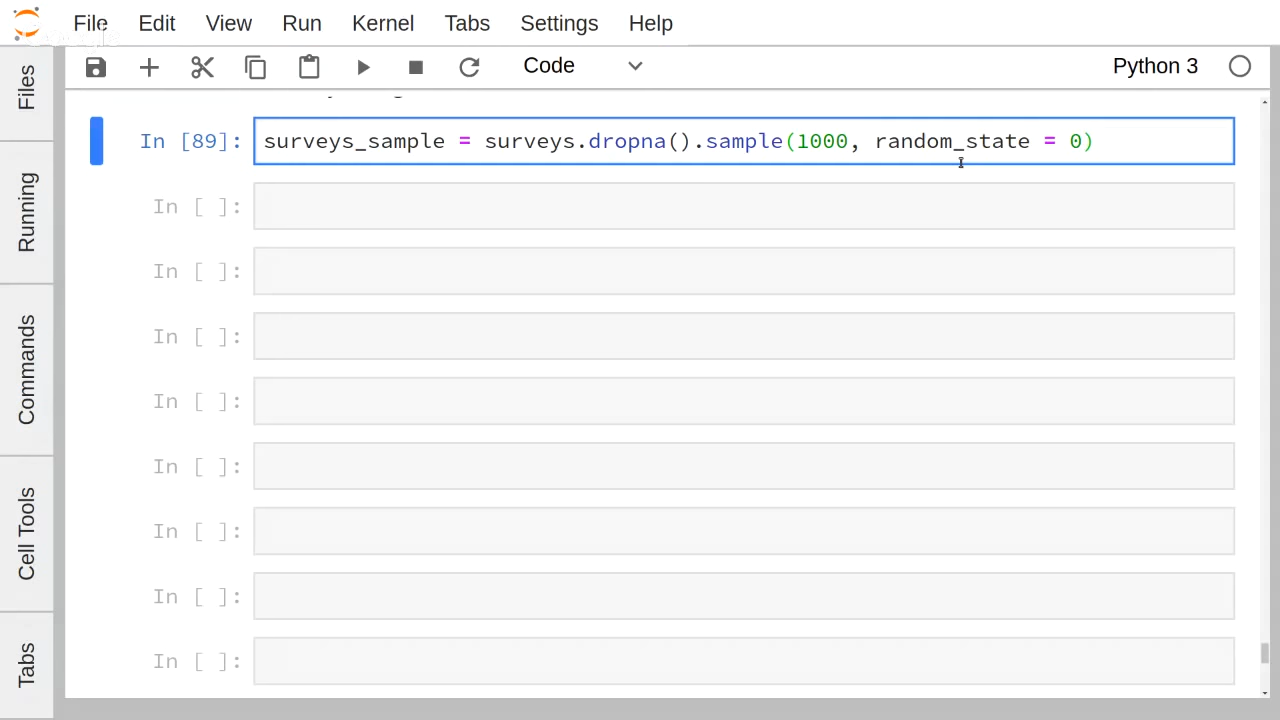 File Edit View Run Kernel Tabs Settings Help
Code Python 3
Files
Running
Commands
Cell Tools
Tabs
In [89]: surveys_sample = surveys.dropna().sample(1000, random_state = 0)
In [ ]:
In [ ]:
In [ ]:
In [ ]:
In [ ]:
In [ ]:
In [ ]:
In [ ]: